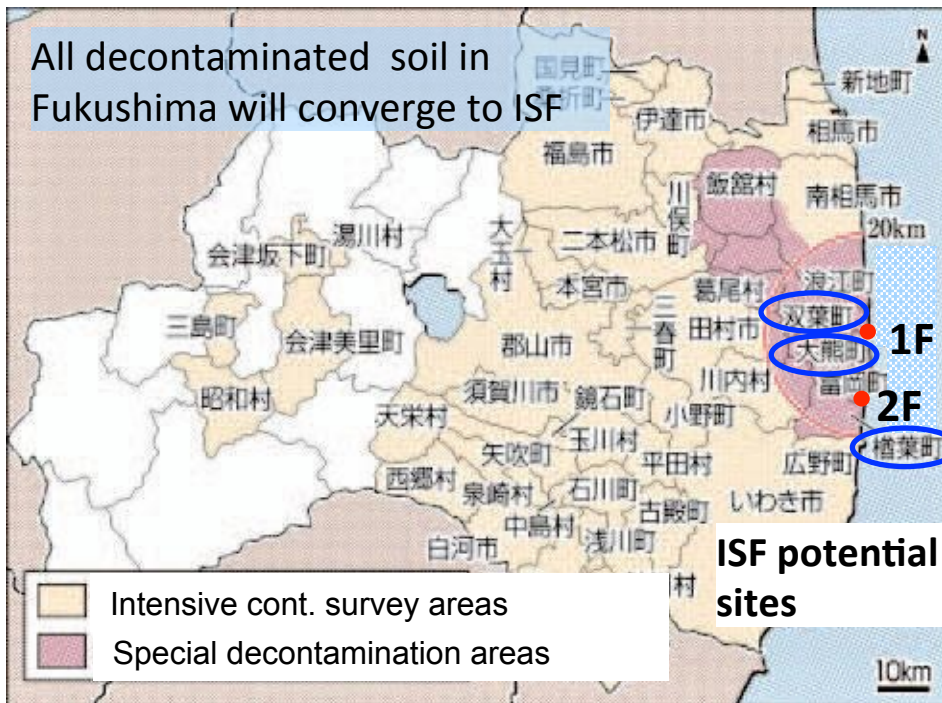 All decontaminated  soil in
Fukushima will converge to ISF
N
国見町
桑折町
新地町
伊達市
相馬市
福島市
飯舘村
南相馬市
川俣町
20km
大玉村
湯川村
二本松市
会津坂下町
浪江町
本宮市
葛尾村
双葉町
三春町
三島町
田村市
1F
会津美里町
郡山市
大熊町
川内村
富岡町
須賀川市
昭和村
鏡石町
小野町
2F
天栄村
玉川村
楢葉町
矢吹町
平田村
広野町
西郷村
泉崎村
石川町
いわき市
古殿町
中島村
浅川町
白河市
ISF potential
sites
村
Intensive cont. survey areas
Special decontamination areas
10km